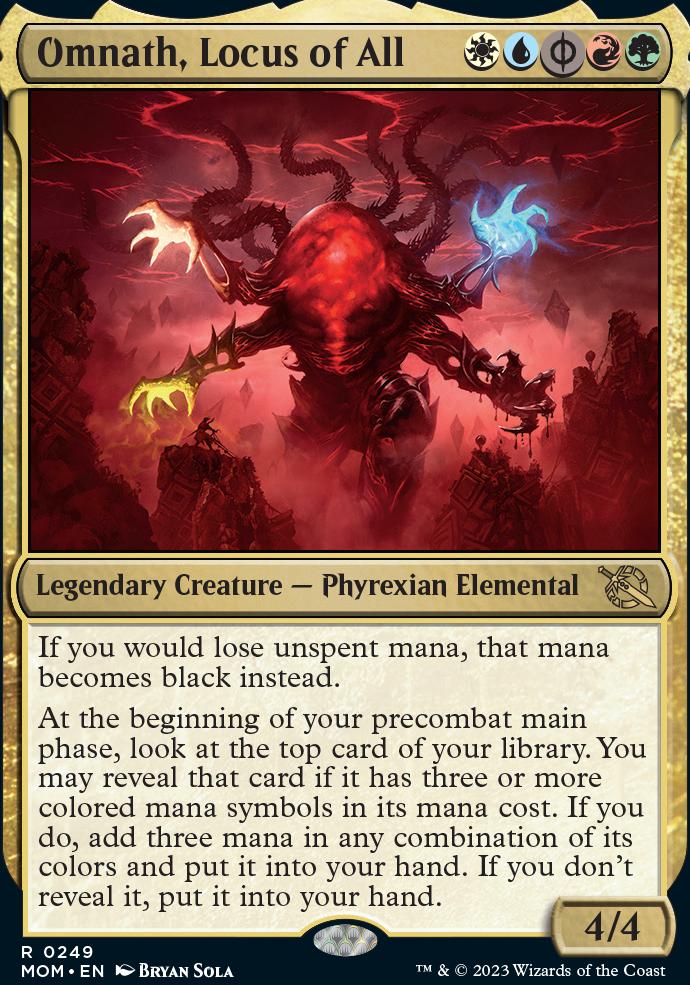 Omnath, Locus of All
Legendary Creature — Phyrexian Elemental
If you would lose unspent mana, that mana
becomes black instead.
At the beginning of your precombat main
phase, look at the top card of your library. You
may reveal that card if it has three or more
colored mana symbols in its mana cost. If you
do, add three mana in any combination of its
colors and put it into your hand. If you don't
reveal it, put it into your hand.
4/4
R 0249
MOM • EN Bryan Sola
™ & © 2023 Wizards of the Coast